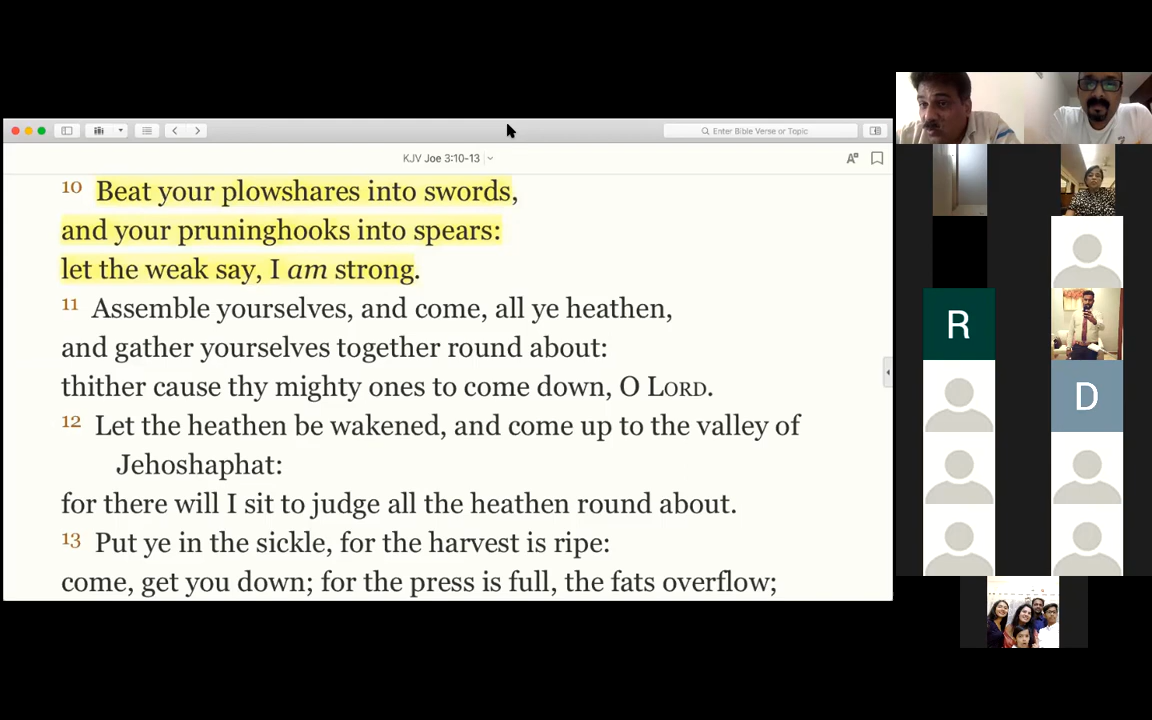 Enter Bible Verse or Topic
KJV Joe 3:10-13
10 Beat your plowshares into swords,
and your pruninghooks into spears:
let the weak say, I am strong.
11 Assemble yourselves, and come, all ye heathen,
and gather yourselves together round about:
thither cause thy mighty ones to come down, O LORD.
12 Let the heathen be wakened, and come up to the valley of
Jehoshaphat:
for there will I sit to judge all the heathen round about.
13 Put ye in the sickle, for the harvest is ripe:
come, get you down; for the press is full, the fats overflow;
R
D